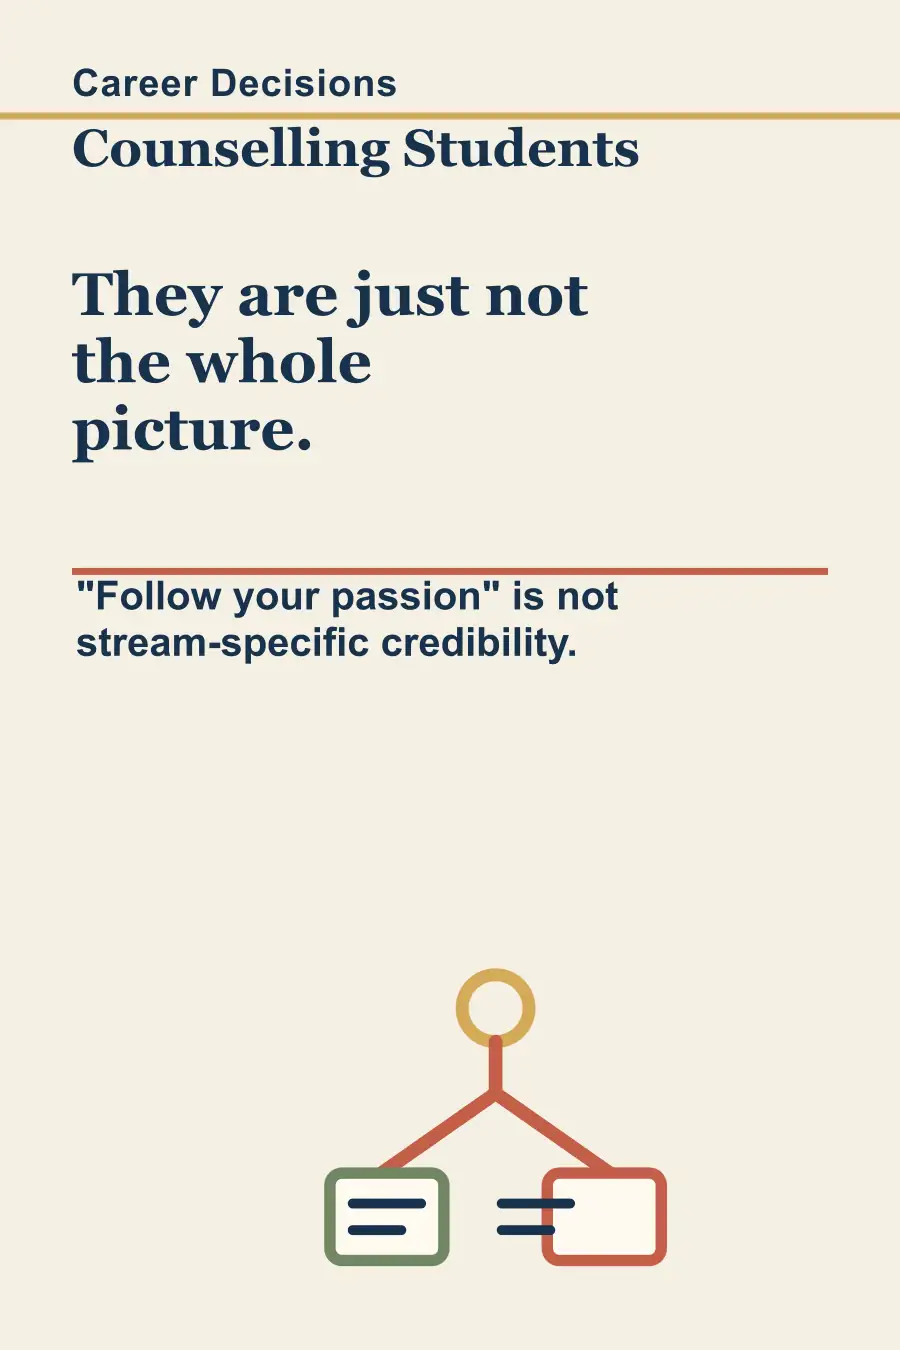 Career Decisions
Counselling Students
They are just not
the whole
picture.
"Follow your passion" is not
stream-specific credibility.